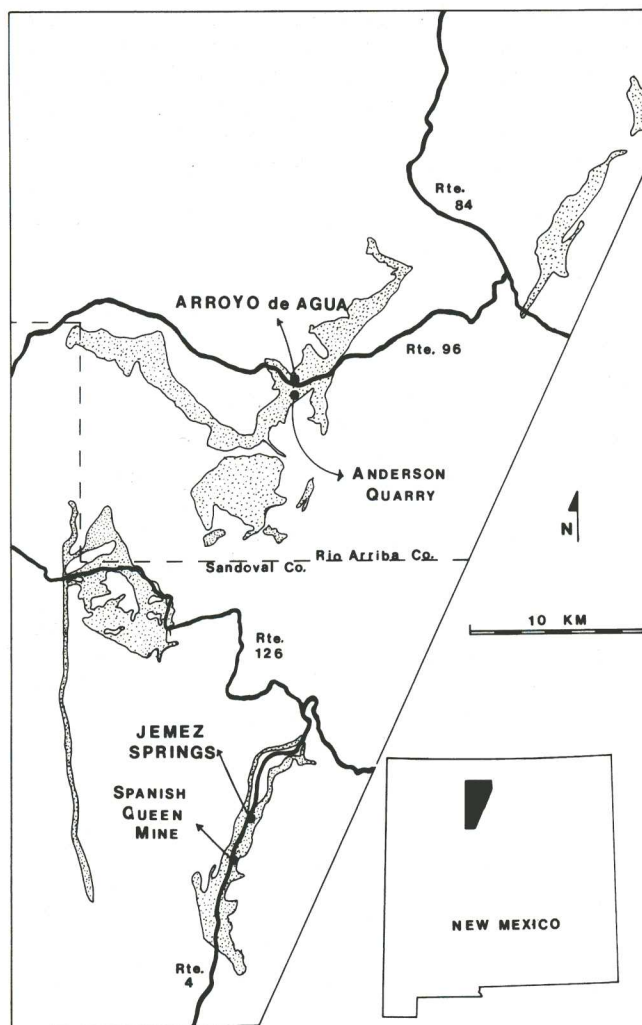 Rte.
84
ARROYO de AGUA
Rte. 96
ANDERSON
QUARRY
N
Rio Arriba Co.
Sandoval Co.
10 KM
Rte.
126
JEMEZ
SPRINGS
SPANISH
QUEEN
MINE
NEW MEXICO
Rte.
4